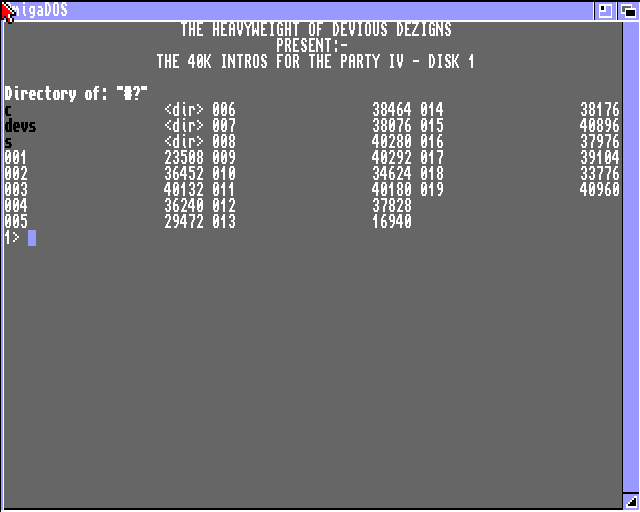 AmigaDOS
THE HEAVYWEIGHT OF DEVIOUS DEZIGNS
PRESENT:-
THE 40K INTROS FOR THE PARTY IV - DISK 1
Directory of: "#?"
c <dir> 006 38464 014 38176
devs <dir> 007 38076 015 40896
s <dir> 008 40280 016 37976
001 23508 009 40292 017 39104
002 36452 010 34624 018 33776
003 40132 011 40180 019 40960
004 36240 012 37828
005 29472 013 16940
1>